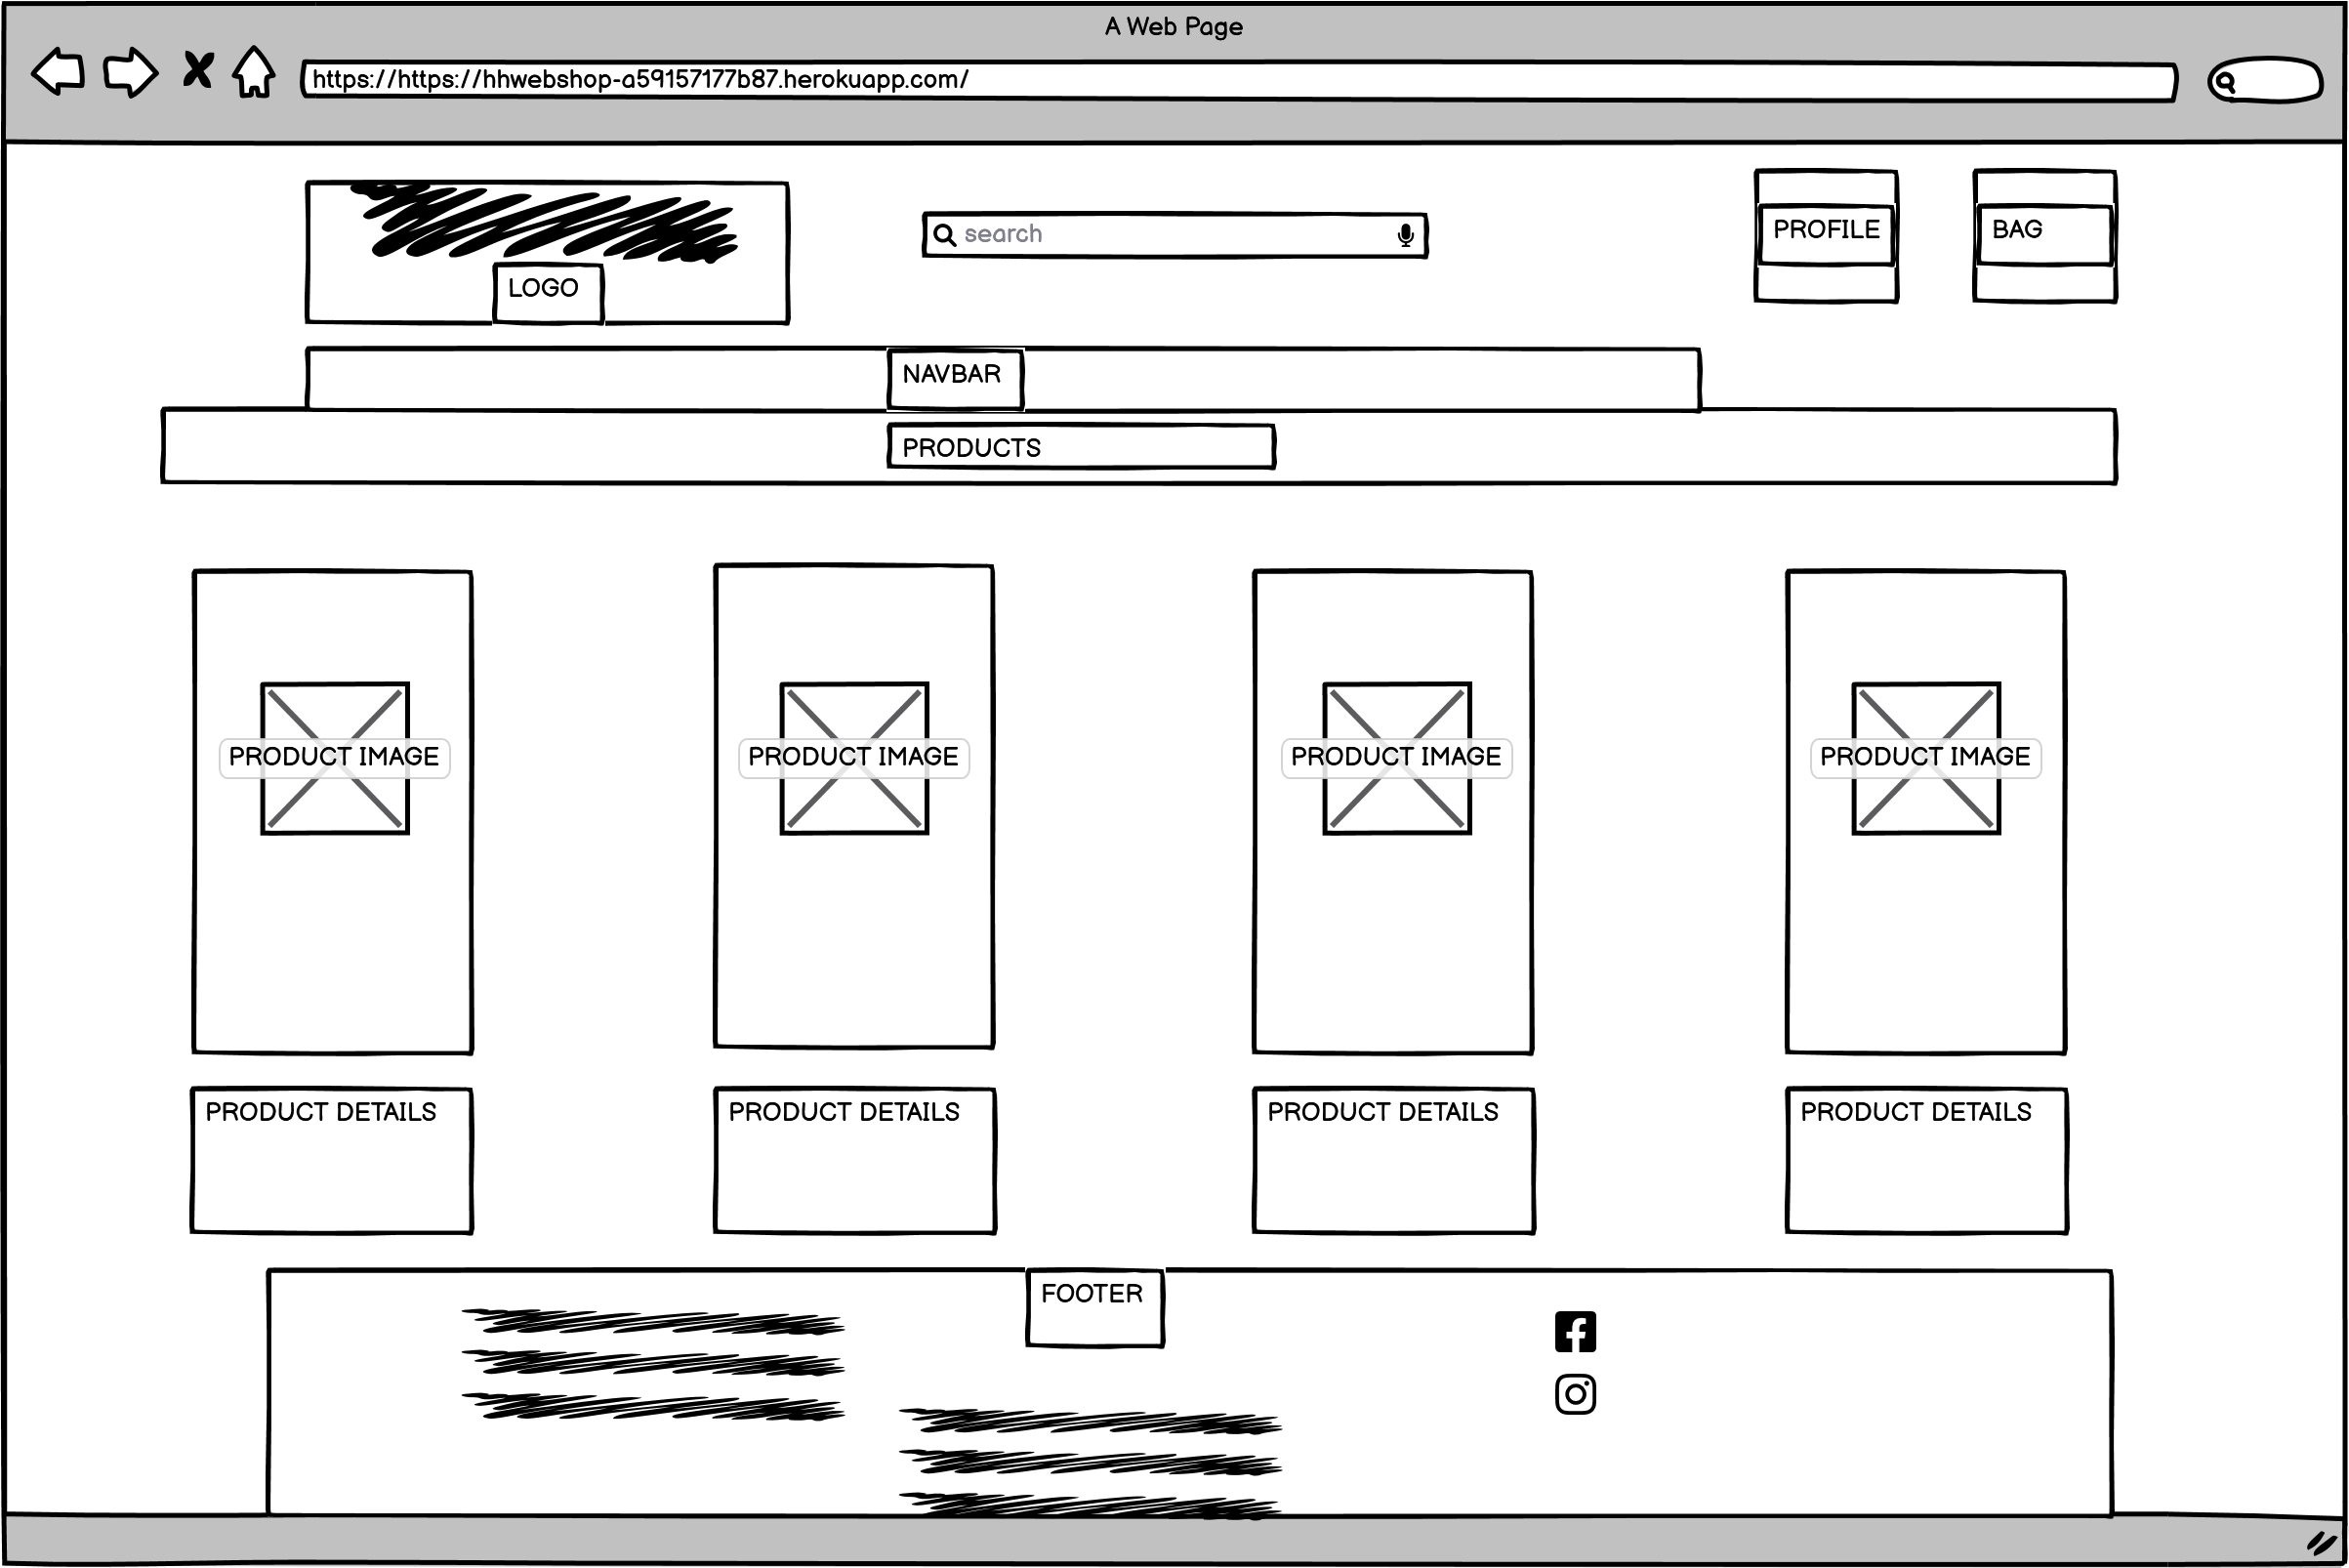 A Web Page
https://https://hhwebshop-a59157177b87.herokuapp.com/
search
PROFILE
BAG
LOGO
NAVBAR
PRODUCTS
PRODUCT IMAGE
PRODUCT IMAGE
PRODUCT IMAGE
PRODUCT IMAGE
PRODUCT DETAILS
PRODUCT DETAILS
PRODUCT DETAILS
PRODUCT DETAILS
FOOTER